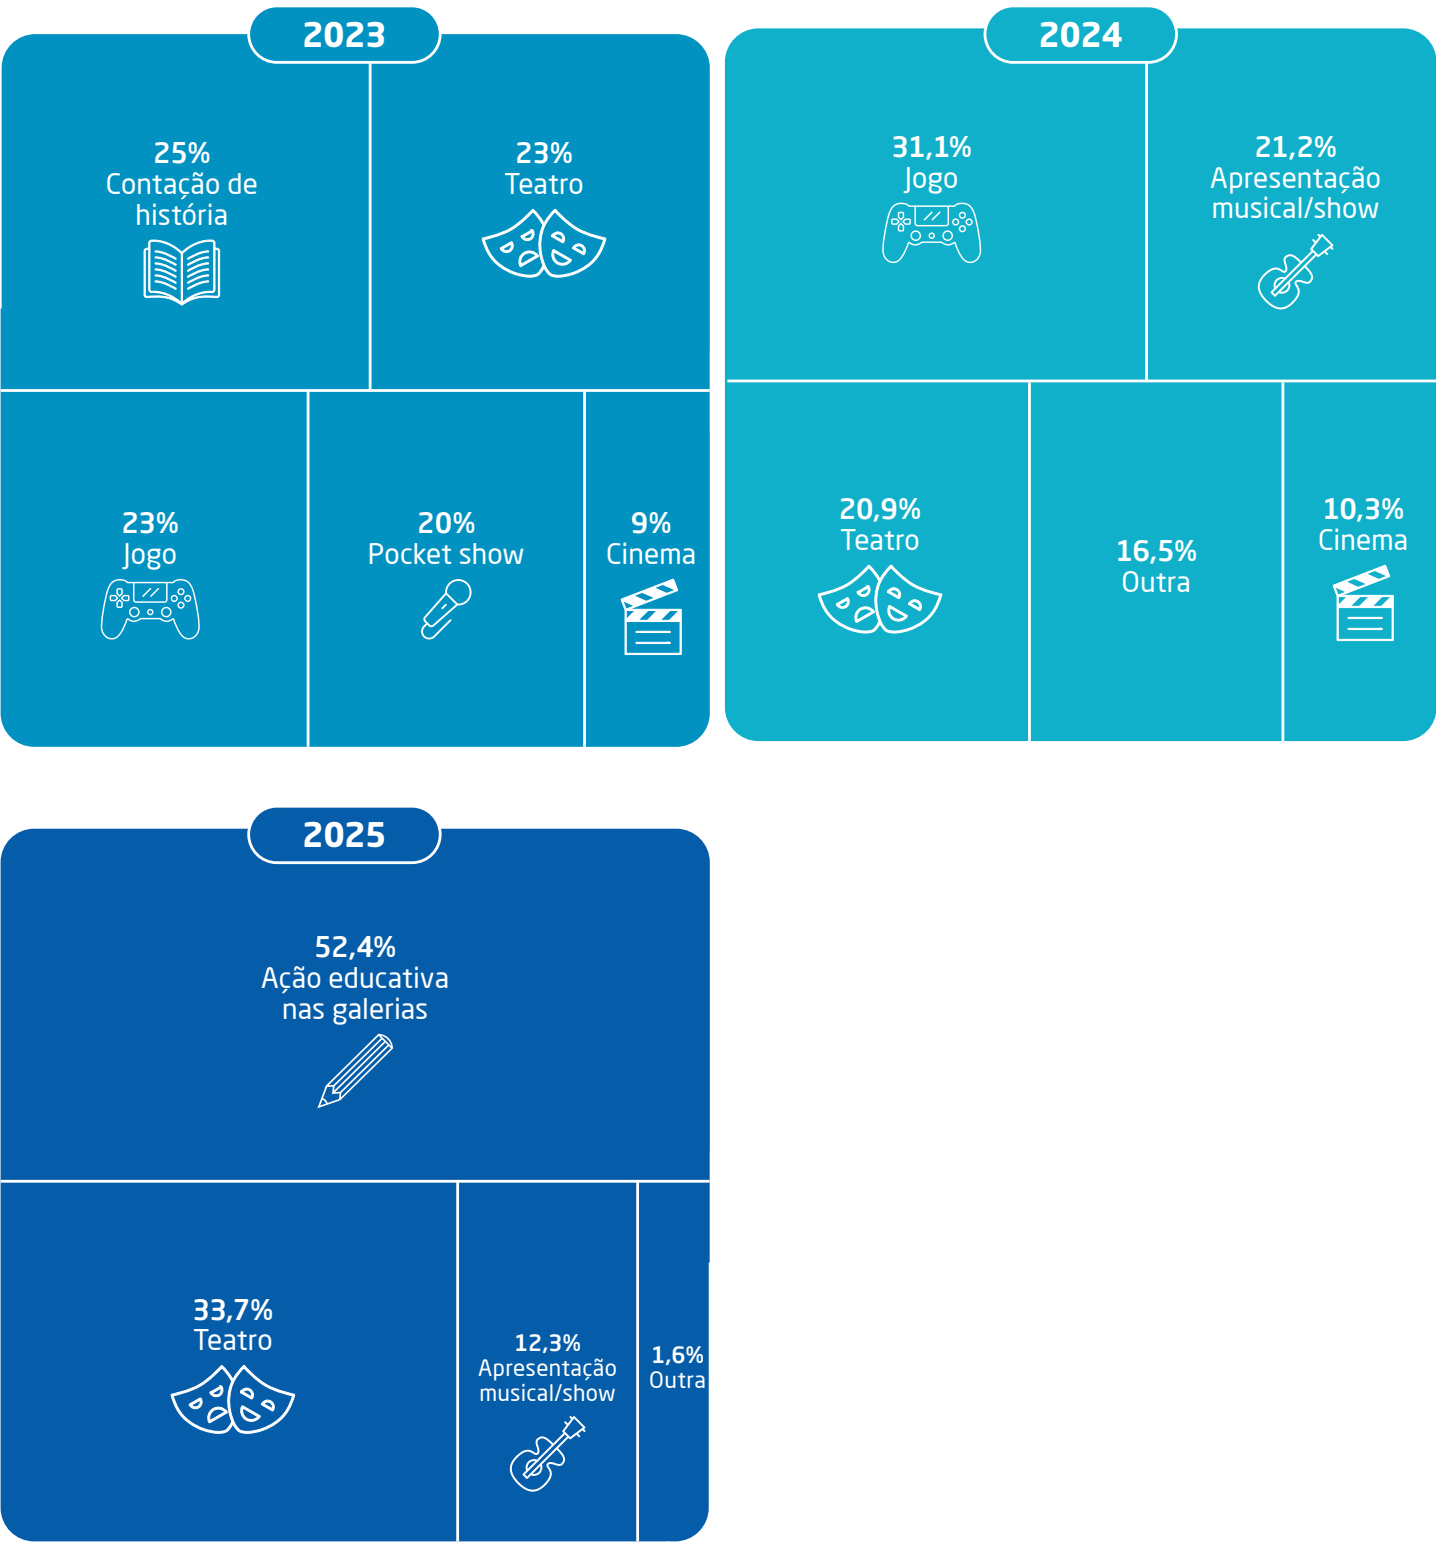 2023
25%
Contação de
história
23%
Teatro
23%
Jogo
20%
Pocket show
9%
Cinema
2024
31,1%
Jogo
21,2%
Apresentação
musical/show
20,9%
Teatro
16,5%
Outra
10,3%
Cinema
2025
52,4%
Ação educativa
nas galerias
33,7%
Teatro
12,3%
Apresentação
musical/show
1,6%
Outra